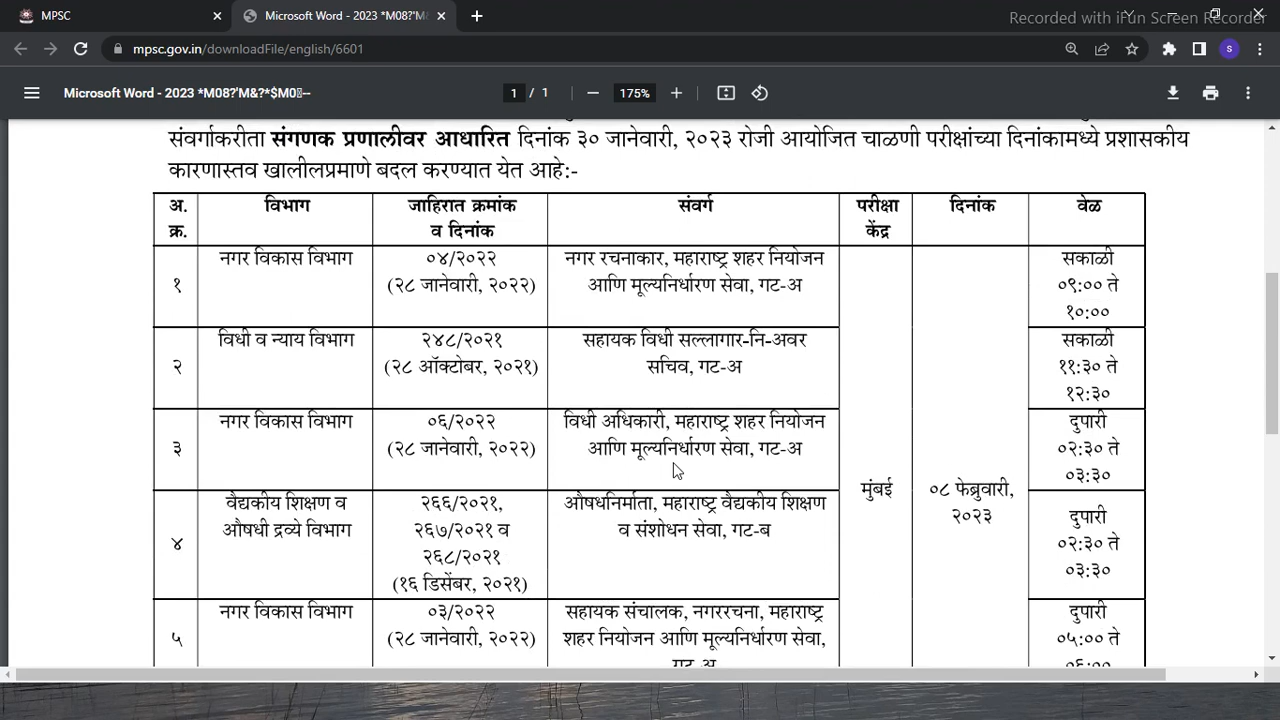 MPSC
Microsoft Word - 2023 *M08?'M&
Recorded with iFun Screen Recorder
mpsc.gov.in/downloadFile/english/6601
S
Microsoft Word - 2023 *M08?'M&?*$M0
1 / 1
175%
संवर्गाकरीता संगणक प्रणालीवर आधारित दिनांक ३० जानेवारी, २०२३ रोजी आयोजित चाळणी परीक्षांच्या दिनांकामध्ये प्रशासकीय
कारणास्तव खालीलप्रमाणे बदल करण्यात येत आहे:-
अ. क्र.
विभाग
जाहिरात क्रमांक
व दिनांक
संवर्ग
परीक्षा
केंद्र
दिनांक
वेळ
१
नगर विकास विभाग
०४/२०२२
(२८ जानेवारी, २०२२)
नगर रचनाकार, महाराष्ट्र शहर नियोजन
आणि मूल्यनिर्धारण सेवा, गट-अ
सकाळी
०९:०० ते
१०:००
२
विधी व न्याय विभाग
२४८/२०२१
(२८ ऑक्टोबर, २०२१)
सहायक विधी सल्लागार-नि-अवर
सचिव, गट-अ
सकाळी
११:३० ते
१२:३०
३
नगर विकास विभाग
०६/२०२२
(२८ जानेवारी, २०२२)
विधी अधिकारी, महाराष्ट्र शहर नियोजन
आणि मूल्यनिर्धारण सेवा, गट-अ
दुपारी
०२:३० ते
०३:३०
मुंबई
०८ फेब्रुवारी,
२०२३
४
वैद्यकीय शिक्षण व
औषधी द्रव्ये विभाग
२६६/२०२१,
२६७/२०२१ व
२६८/२०२१
(१६ डिसेंबर, २०२१)
औषधनिर्माता, महाराष्ट्र वैद्यकीय शिक्षण
व संशोधन सेवा, गट-ब
दुपारी
०२:३० ते
०३:३०
५
नगर विकास विभाग
०३/२०२२
(२८ जानेवारी, २०२२)
सहायक संचालक, नगररचना, महाराष्ट्र
शहर नियोजन आणि मूल्यनिर्धारण सेवा,
गट-अ
दुपारी
०५:०० ते
०६:००